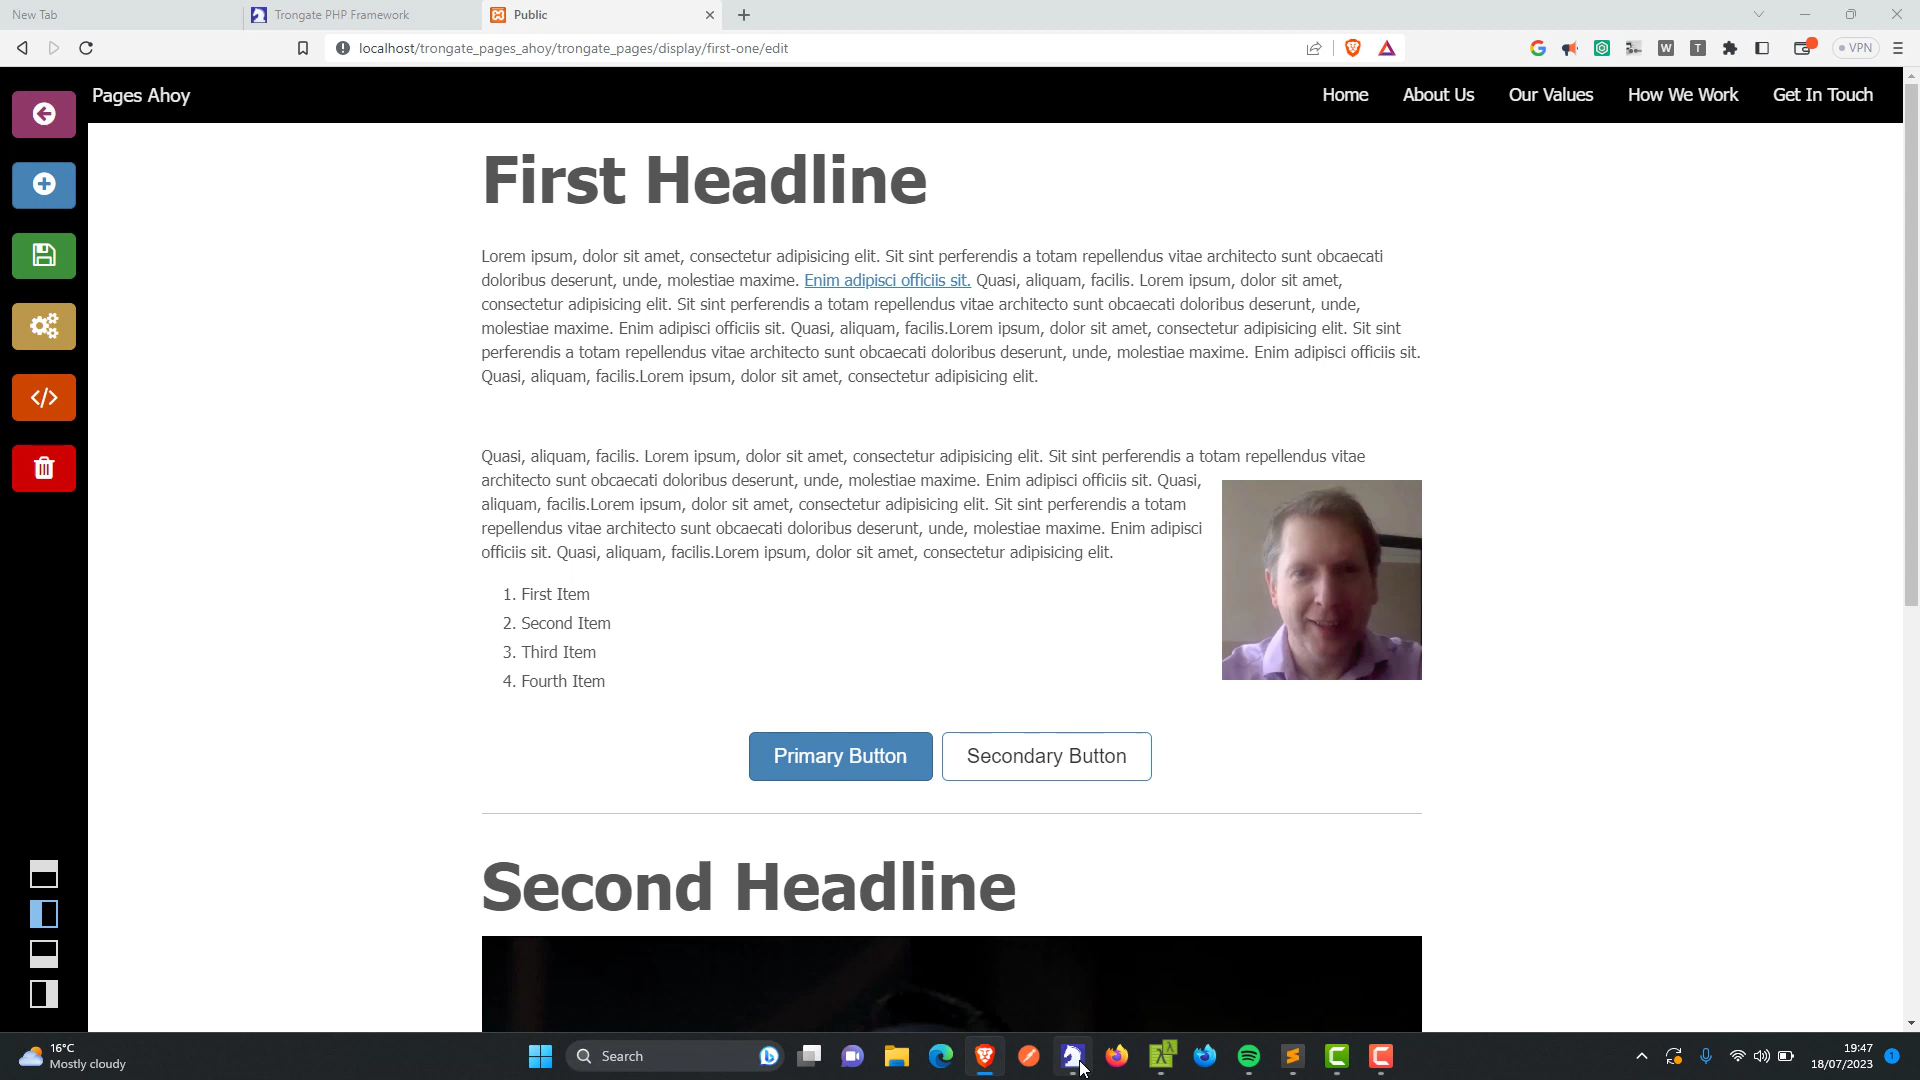 New Tab
Trongate PHP Framework
Public
localhost/trongate_pages_ahoy/trongate_pages/display/first-one/edit
VPN
Pages Ahoy
Home
About Us
Our Values
How We Work
Get In Touch
First Headline
Lorem ipsum, dolor sit amet, consectetur adipisicing elit. Sit sint perferendis a totam repellendus vitae architecto sunt obcaecati
doloribus deserunt, unde, molestiae maxime. Enim adipisci officiis sit. Quasi, aliquam, facilis. Lorem ipsum, dolor sit amet,
consectetur adipisicing elit. Sit sint perferendis a totam repellendus vitae architecto sunt obcaecati doloribus deserunt, unde,
molestiae maxime. Enim adipisci officiis sit. Quasi, aliquam, facilis.Lorem ipsum, dolor sit amet, consectetur adipisicing elit. Sit sint
perferendis a totam repellendus vitae architecto sunt obcaecati doloribus deserunt, unde, molestiae maxime. Enim adipisci officiis sit.
Quasi, aliquam, facilis.Lorem ipsum, dolor sit amet, consectetur adipisicing elit.
Quasi, aliquam, facilis. Lorem ipsum, dolor sit amet, consectetur adipisicing elit. Sit sint perferendis a totam repellendus vitae
architecto sunt obcaecati doloribus deserunt, unde, molestiae maxime. Enim adipisci officiis sit. Quasi,
aliquam, facilis.Lorem ipsum, dolor sit amet, consectetur adipisicing elit. Sit sint perferendis a totam
repellendus vitae architecto sunt obcaecati doloribus deserunt, unde, molestiae maxime. Enim adipisci
officiis sit. Quasi, aliquam, facilis.Lorem ipsum, dolor sit amet, consectetur adipisicing elit.
1. First Item
2. Second Item
3. Third Item
4. Fourth Item
Primary Button
Secondary Button
Second Headline
16°C
Mostly cloudy
Search
19:47
18/07/2023
1